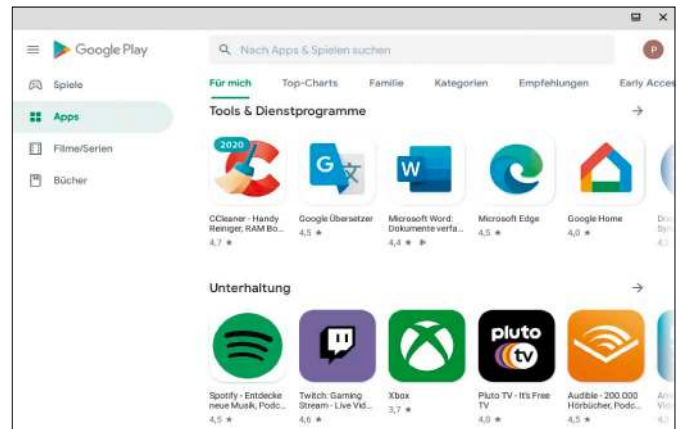 Google Play
Nach Apps & Spielen suchen
P
Spiele
Apps
Filme/Serien
Bücher
Für mich
Top-Charts
Familie
Kategorien
Empfehlungen
Early Acces
Tools & Dienstprogramme
2020
G
W
CCleaner - Handy
Reiniger, RAM Bo...
4,7 ★
Google Übersetzer
4,5 ★
Microsoft Word:
Dokumente verfa...
4,4 ★
Microsoft Edge
4,5 ★
Google Home
4,0 ★
Unterhaltung
pluto
tv
Spotify - Entdecke
neue Musik, Podc...
4,5 ★
Twitch: Gaming
Stream - Live Vid...
4,6 ★
Xbox
3,7 ★
Pluto TV - It's Free
TV
4,0 ★
Audible - 200.000
Hörbücher, Podc...
4,5 ★